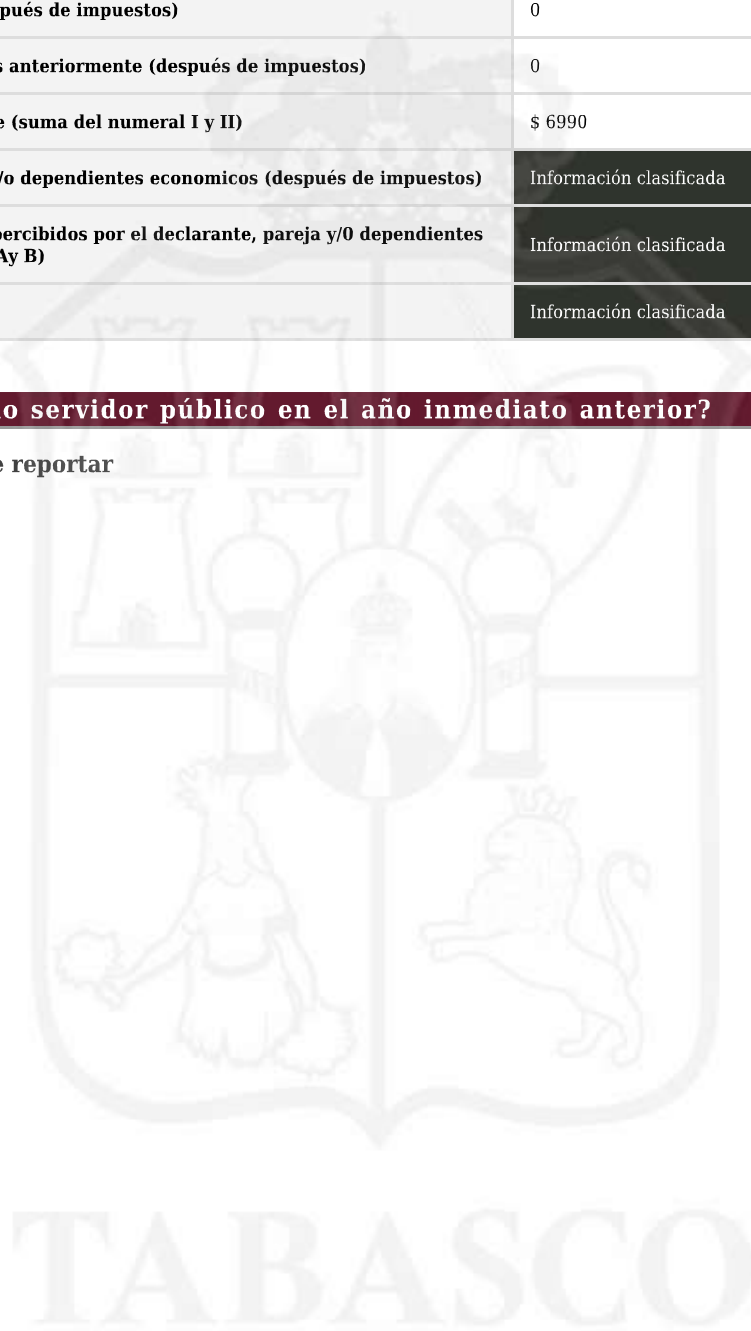 pués de impuestos) 0
s anteriormente (después de impuestos) 0
e (suma del numeral I y II) $ 6990
/o dependientes economicos (después de impuestos) Información clasificada
percibidos por el declarante, pareja y/0 dependientes Información clasificada
Ay B)
Información clasificada
o servidor público en el año inmediato anterior?
e reportar
TABASCO